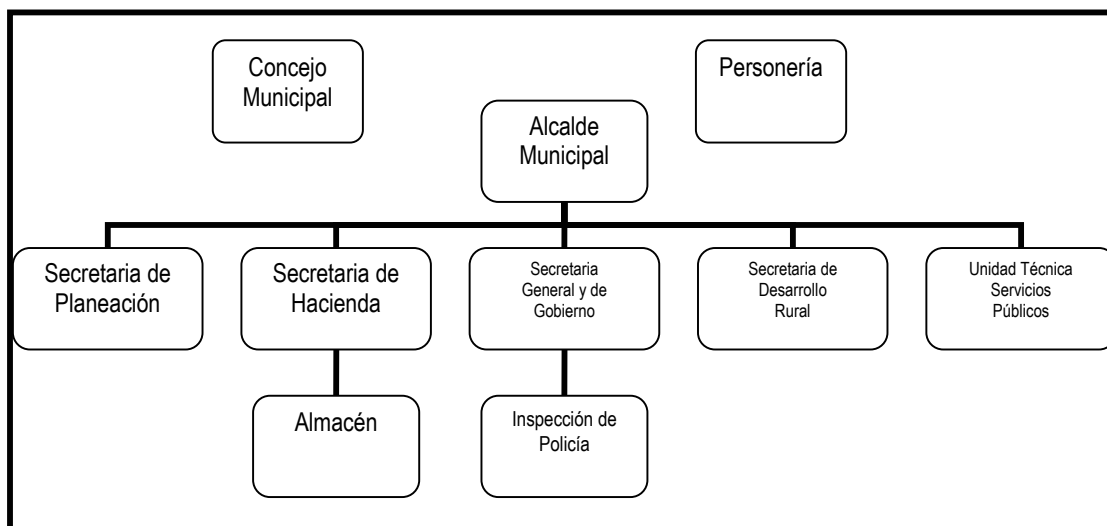 Concejo
Municipal
Personería
Alcalde
Municipal
Secretaria de
Planeación
Secretaria de
Hacienda
Secretaria
General y de
Gobierno
Secretaria de
Desarrollo
Rural
Unidad Técnica
Servicios
Públicos
Almacén
Inspección de
Policía